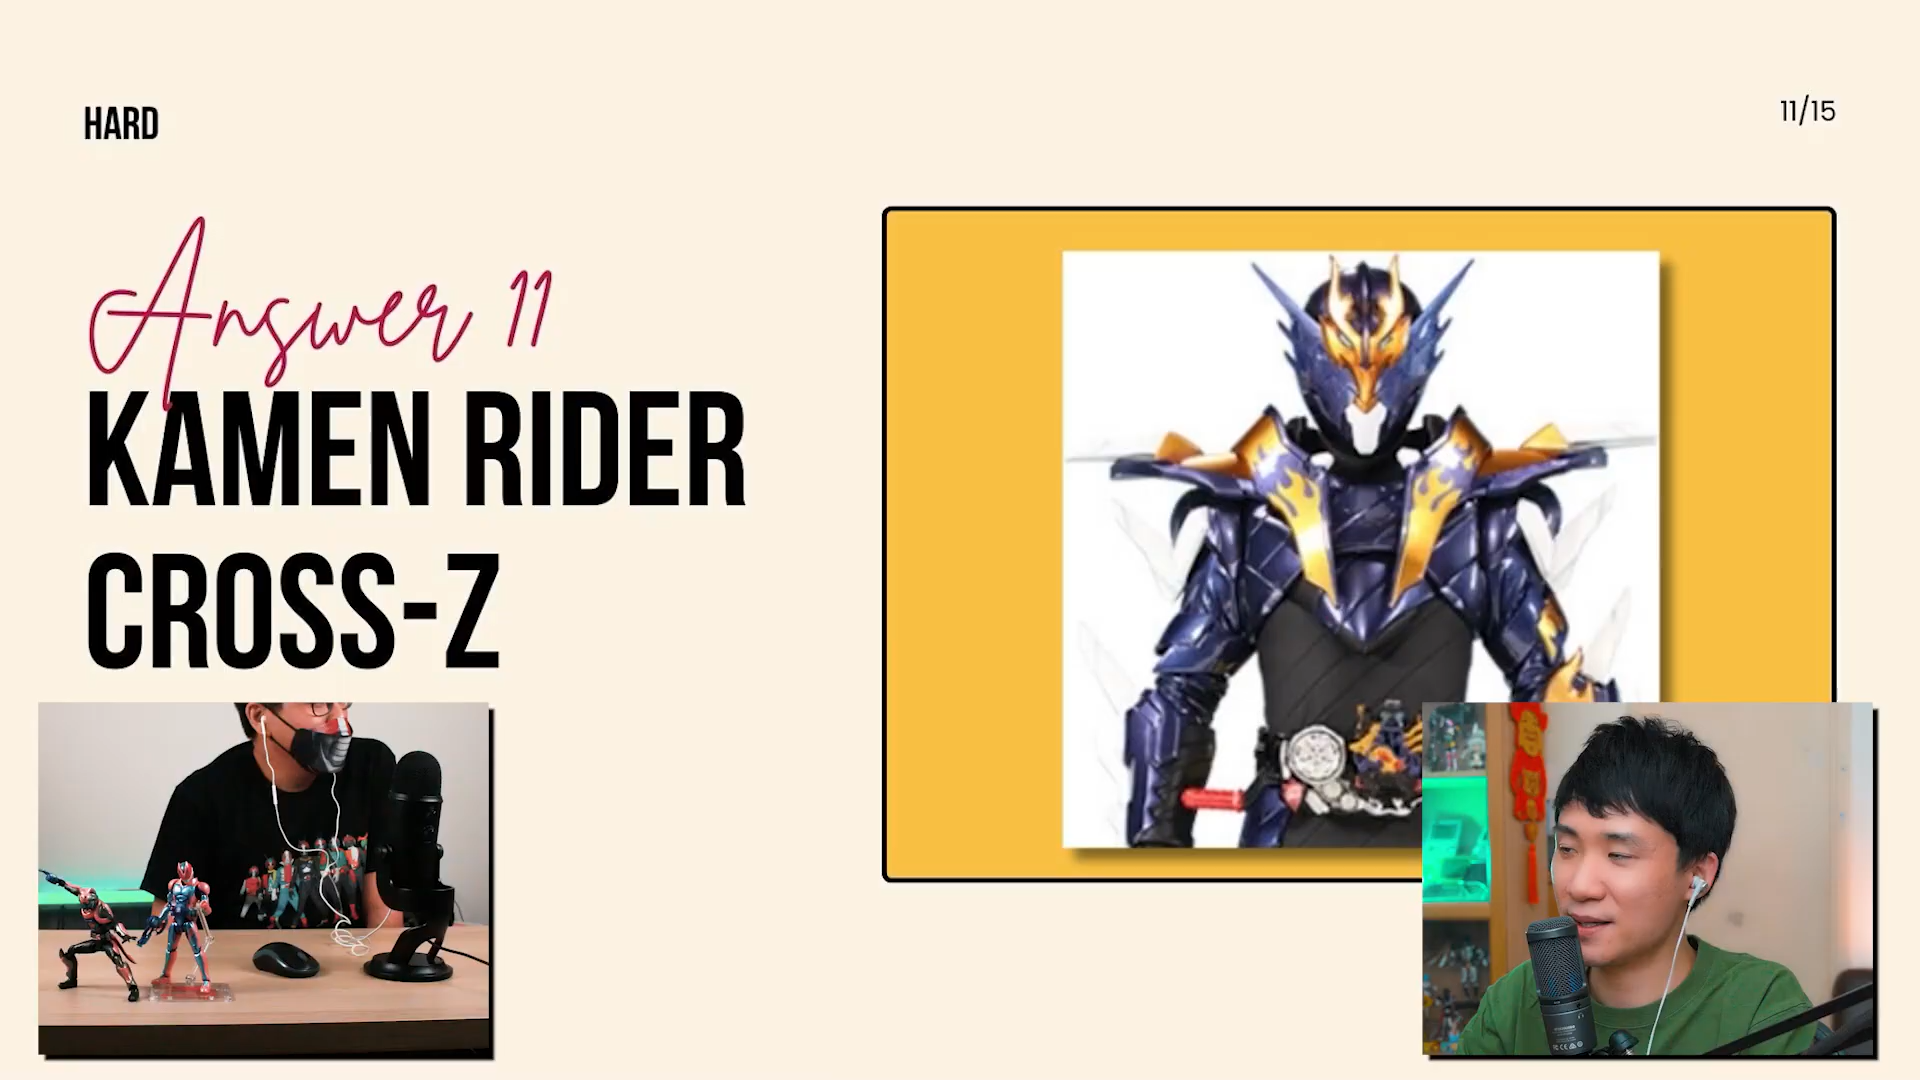 HARD
11/15
Answer 11
KAMEN RIDER
CROSS-Z